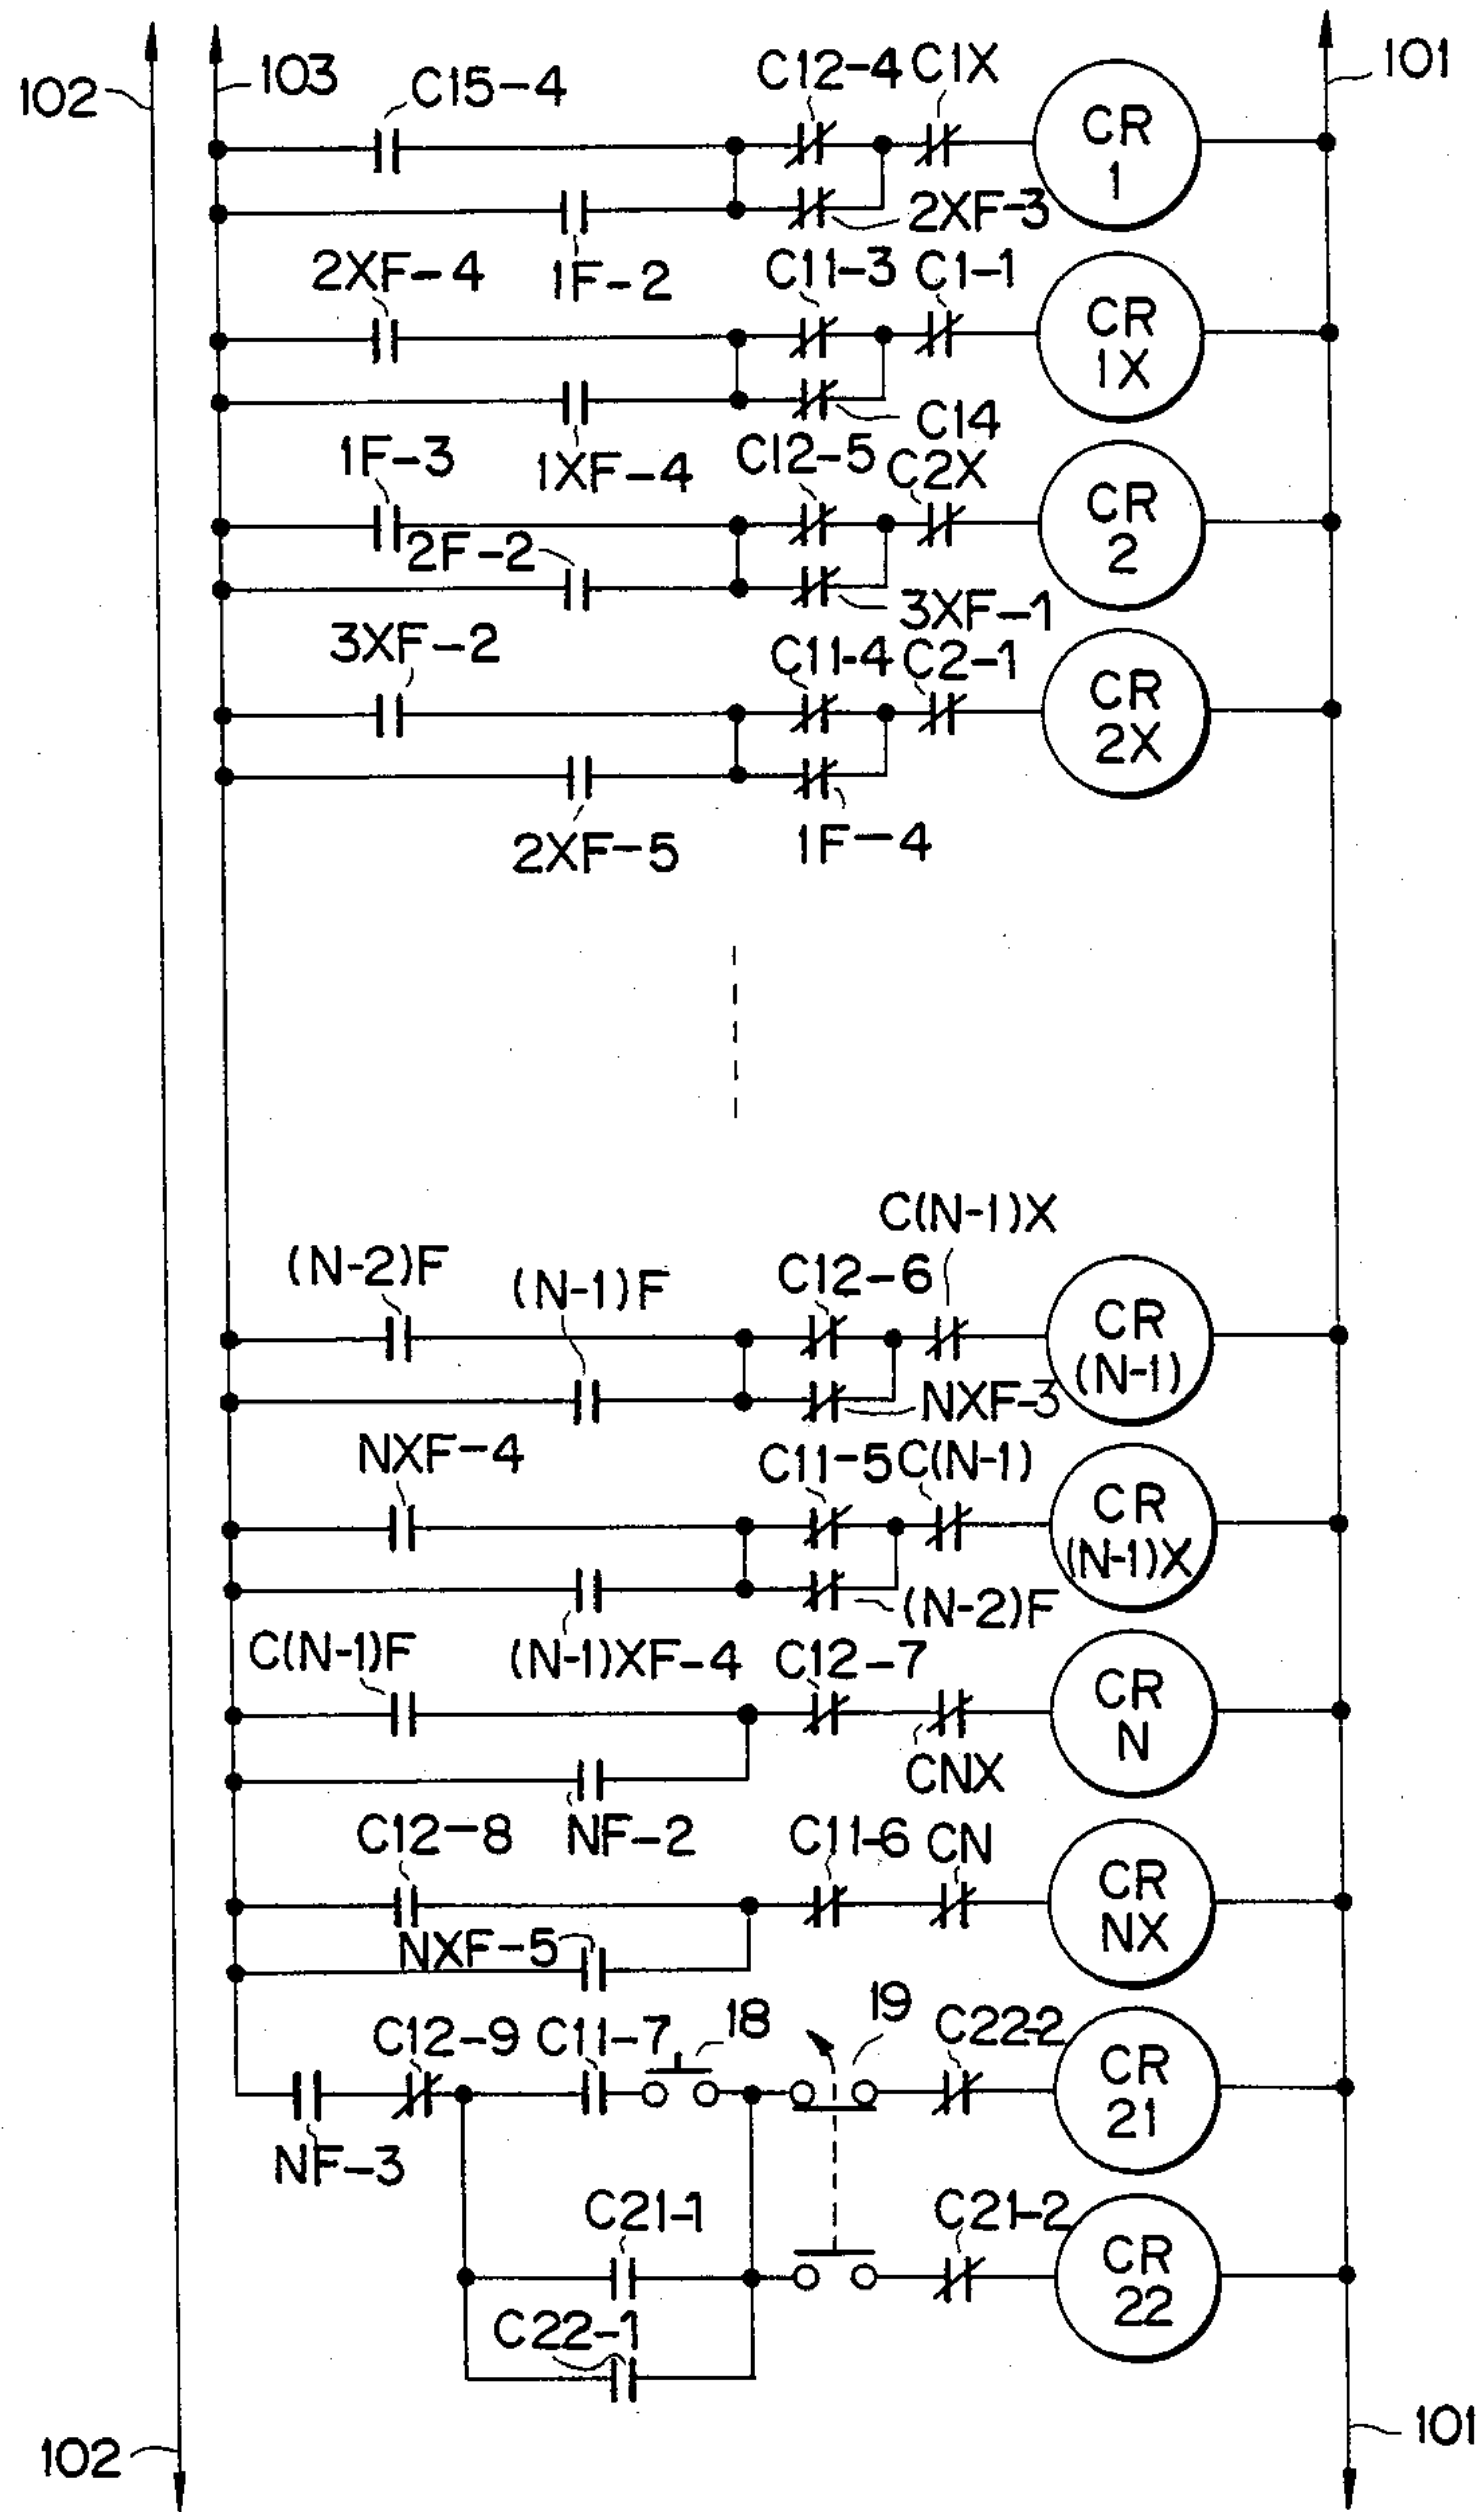 102
103
C15-4
C12-4
C1X
101
CR
1
2XF-3
1F-2
2XF-4
C11-3
C1-1
CR
1X
C14
1XF-4
1F-3
C12-5
C2X
CR
2
2F-2
3XF-1
3XF-2
C11-4
C2-1
CR
2X
2XF-5
1F-4
(N-2)F
(N-1)F
C12-6
C(N-1)X
CR
(N-1)
NXF-3
NXF-4
C11-5
C(N-1)
CR
(N-1)X
(N-2)F
(N-1)XF-4
C(N-1)F
C12-7
CR
N
CNX
NF-2
C12-8
C11-6
CN
CR
NX
NXF-5
C12-9
C11-7
18
19
C22-2
CR
21
NF-3
C21-1
C21-2
CR
22
C22-1
102
101